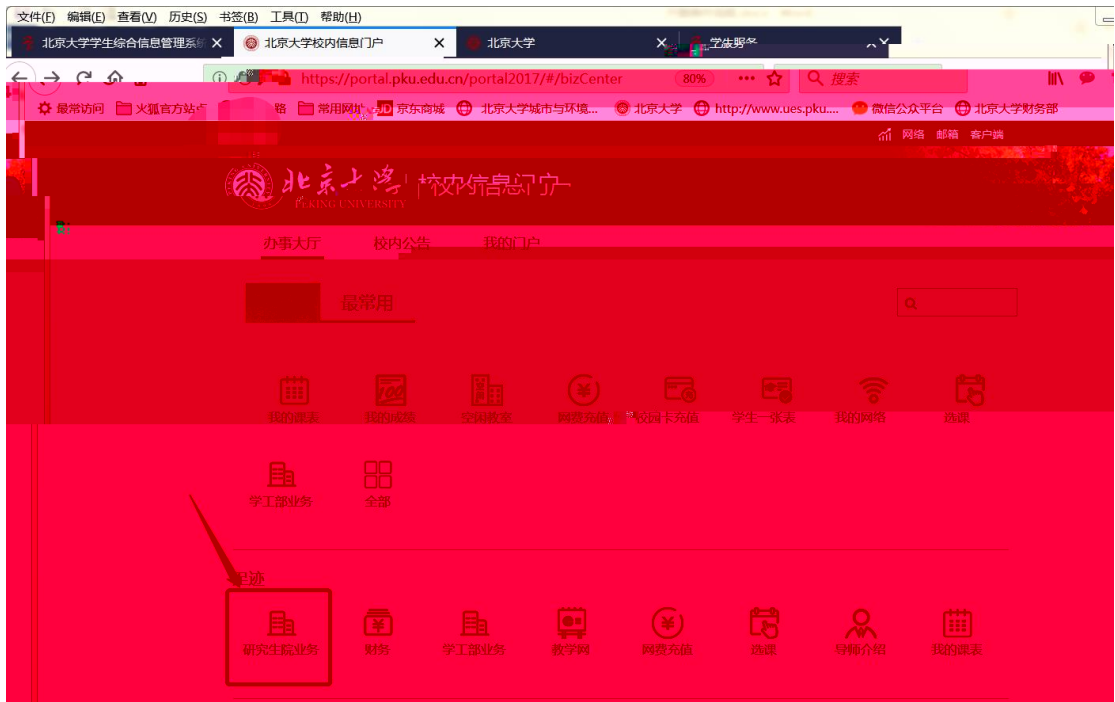 文件(F) 编辑(E) 查看(V) 历史(S) 书签(B) 工具(T) 帮助(H)
北京大学学生综合信息管理系统 北京大学校内信息门户 北京大学
https://portal.pku.edu.cn/portal2017/#/bizCenter 80% 搜索
最常访问 火狐官方站点 常用网址 JD 京东商城 北京大学城市与环境... 北京大学 http://www.ues.pku.... 微信公众平台 北京大学财务部
网络 邮箱 客户端
北京大学 校内信息门户
PEKING UNIVERSITY
办事大厅 校内公告 我的门户
最常用
我的课表 我的成绩 空闲教室 网费充值 校园卡充值 学生一张表 我的网络 选课
学工部业务 全部
足迹
研究生院业务 财务 学工部业务 教学网 网费充值 选课 导师介绍 我的课表